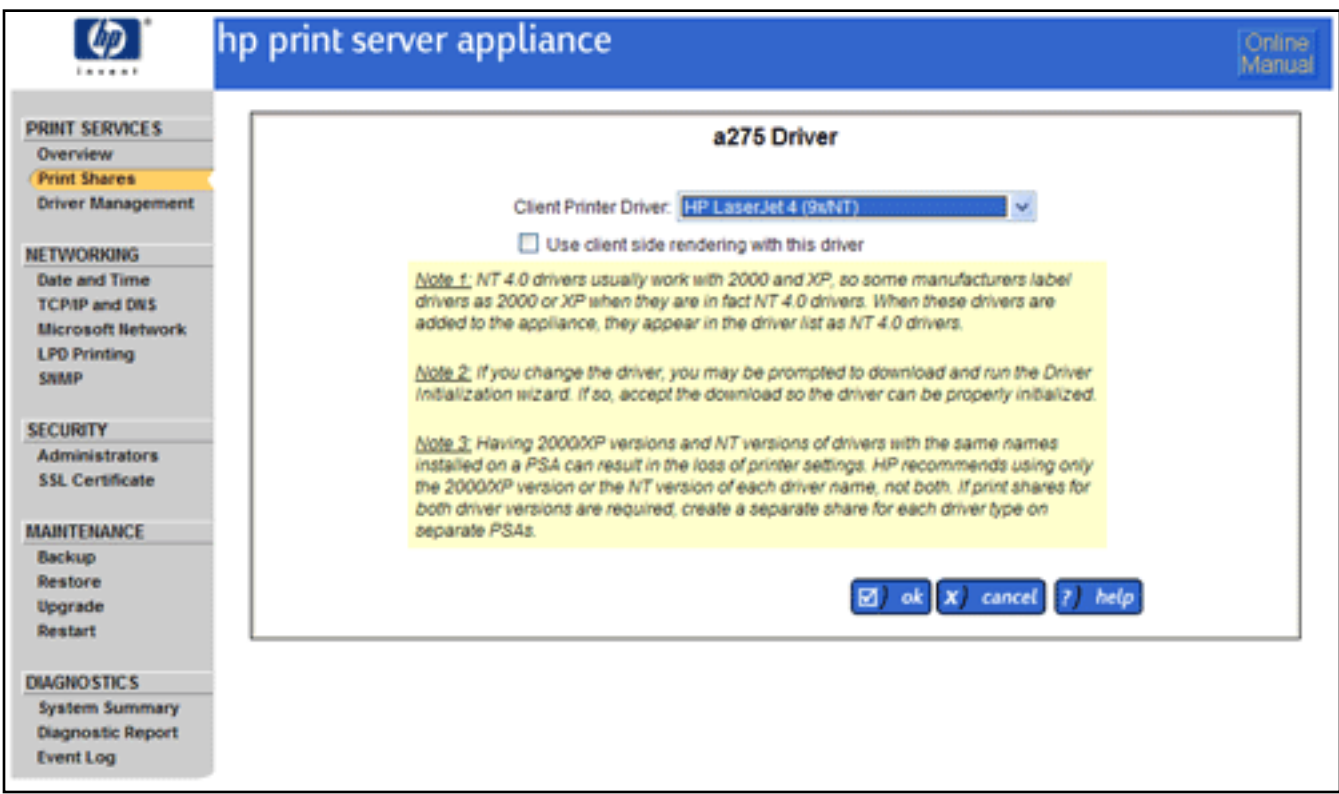 hp
invent
hp print server appliance
Online
Manual
PRINT SERVICES
Overview
Print Shares
Driver Management
NETWORKING
Date and Time
TCP/IP and DNS
Microsoft Network
LPD Printing
SNMP
SECURITY
Administrators
SSL Certificate
MAINTENANCE
Backup
Restore
Upgrade
Restart
DIAGNOSTICS
System Summary
Diagnostic Report
Event Log
a275 Driver
Client Printer Driver: HP LaserJet 4 (9x/NT)
Use client side rendering with this driver
Note 1: NT 4.0 drivers usually work with 2000 and XP, so some manufacturers label
drivers as 2000 or XP when they are in fact NT 4.0 drivers. When these drivers are
added to the appliance, they appear in the driver list as NT 4.0 drivers.
Note 2: If you change the driver, you may be prompted to download and run the Driver
Initialization wizard. If so, accept the download so the driver can be properly initialized.
Note 3: Having 2000/XP versions and NT versions of drivers with the same names
installed on a PSA can result in the loss of printer settings. HP recommends using only
the 2000/XP version or the NT version of each driver name, not both. If print shares for
both driver versions are required, create a separate share for each driver type on
separate PSAs.
ok x) cancel ?) help